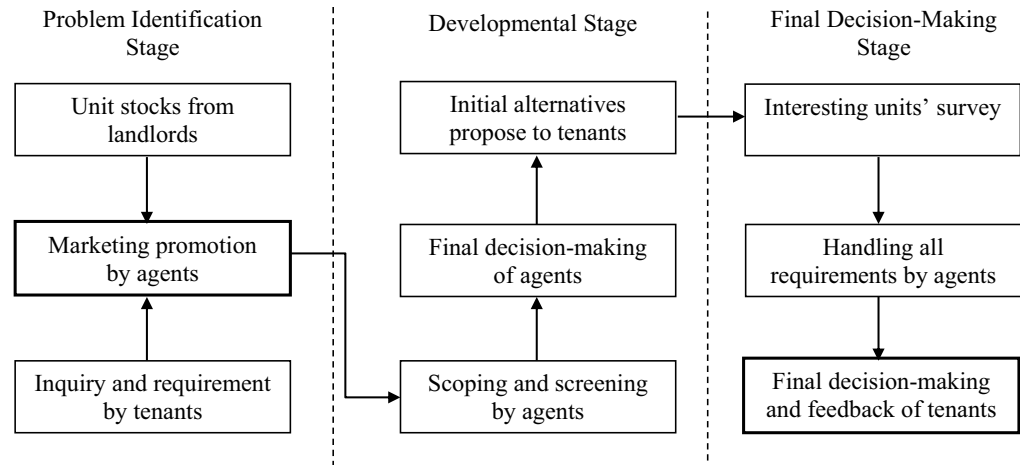 Problem Identification
Stage
Developmental Stage
Final Decision-Making
Stage
Unit stocks from
landlords
Marketing promotion
by agents
Inquiry and requirement
by tenants
Initial alternatives
propose to tenants
Final decision-making
of agents
Scoping and screening
by agents
Interesting units’ survey
Handling all
requirements by agents
Final decision-making
and feedback of tenants